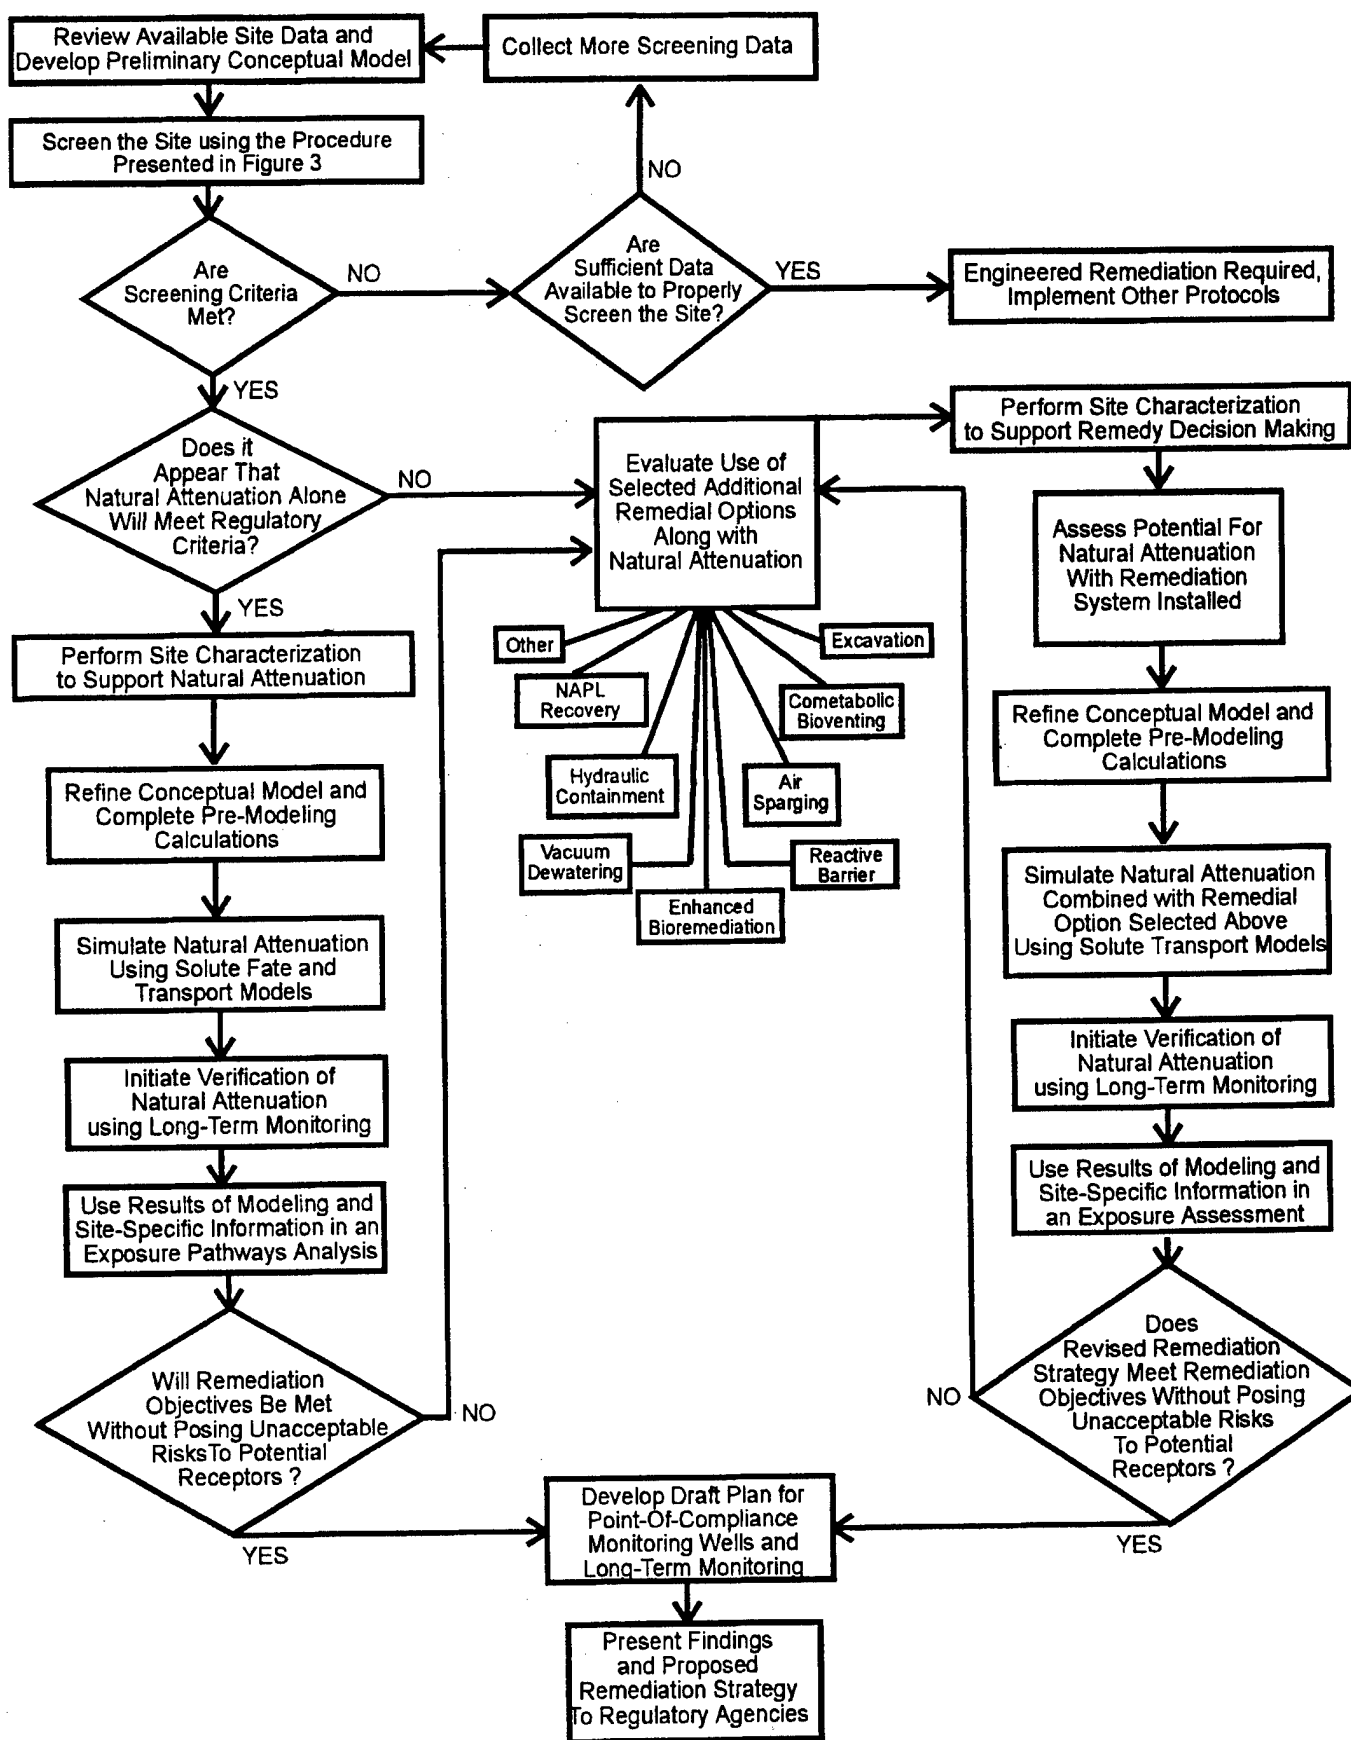 Review Available Site Data and
Develop Preliminary Conceptual Model
Collect More Screening Data
Screen the Site using the Procedure
Presented in Figure 3
NO
Are
Screening Criteria
Met?
NO
Are
Sufficient Data
Available to Properly
Screen the Site?
YES
Engineered Remediation Required,
Implement Other Protocols
YES
Does it
Appear That
Natural Attenuation Alone
Will Meet Regulatory
Criteria?
NO
Evaluate Use of
Selected Additional
Remedial Options
Along with
Natural Attenuation
Perform Site Characterization
to Support Remedy Decision Making
Assess Potential For
Natural Attenuation
With Remediation
System Installed
YES
Perform Site Characterization
to Support Natural Attenuation
Other
Excavation
NAPL
Recovery
Cometabolic
Bioventing
Hydraulic
Containment
Air
Sparging
Vacuum
Dewatering
Reactive
Barrier
Enhanced
Bioremediation
Refine Conceptual Model and
Complete Pre-Modeling
Calculations
Refine Conceptual Model and
Complete Pre-Modeling
Calculations
Simulate Natural Attenuation
Using Solute Fate and
Transport Models
Simulate Natural Attenuation
Combined with Remedial
Option Selected Above
Using Solute Transport Models
Initiate Verification of
Natural Attenuation
using Long-Term Monitoring
Initiate Verification of
Natural Attenuation
using Long-Term Monitoring
Use Results of Modeling and
Site-Specific Information in an
Exposure Pathways Analysis
Use Results of Modeling and
Site-Specific Information in
an Exposure Assessment
Will Remediation
Objectives Be Met
Without Posing Unacceptable
RisksTo Potential
Receptors ?
NO
Does
Revised Remediation
Strategy Meet Remediation
Objectives Without Posing
Unacceptable Risks
To Potential
Receptors ?
NO
YES
Develop Draft Plan for
Point-Of-Compliance
Monitoring Wells and
Long-Term Monitoring
YES
Present Findings
and Proposed
Remediation Strategy
To Regulatory Agencies